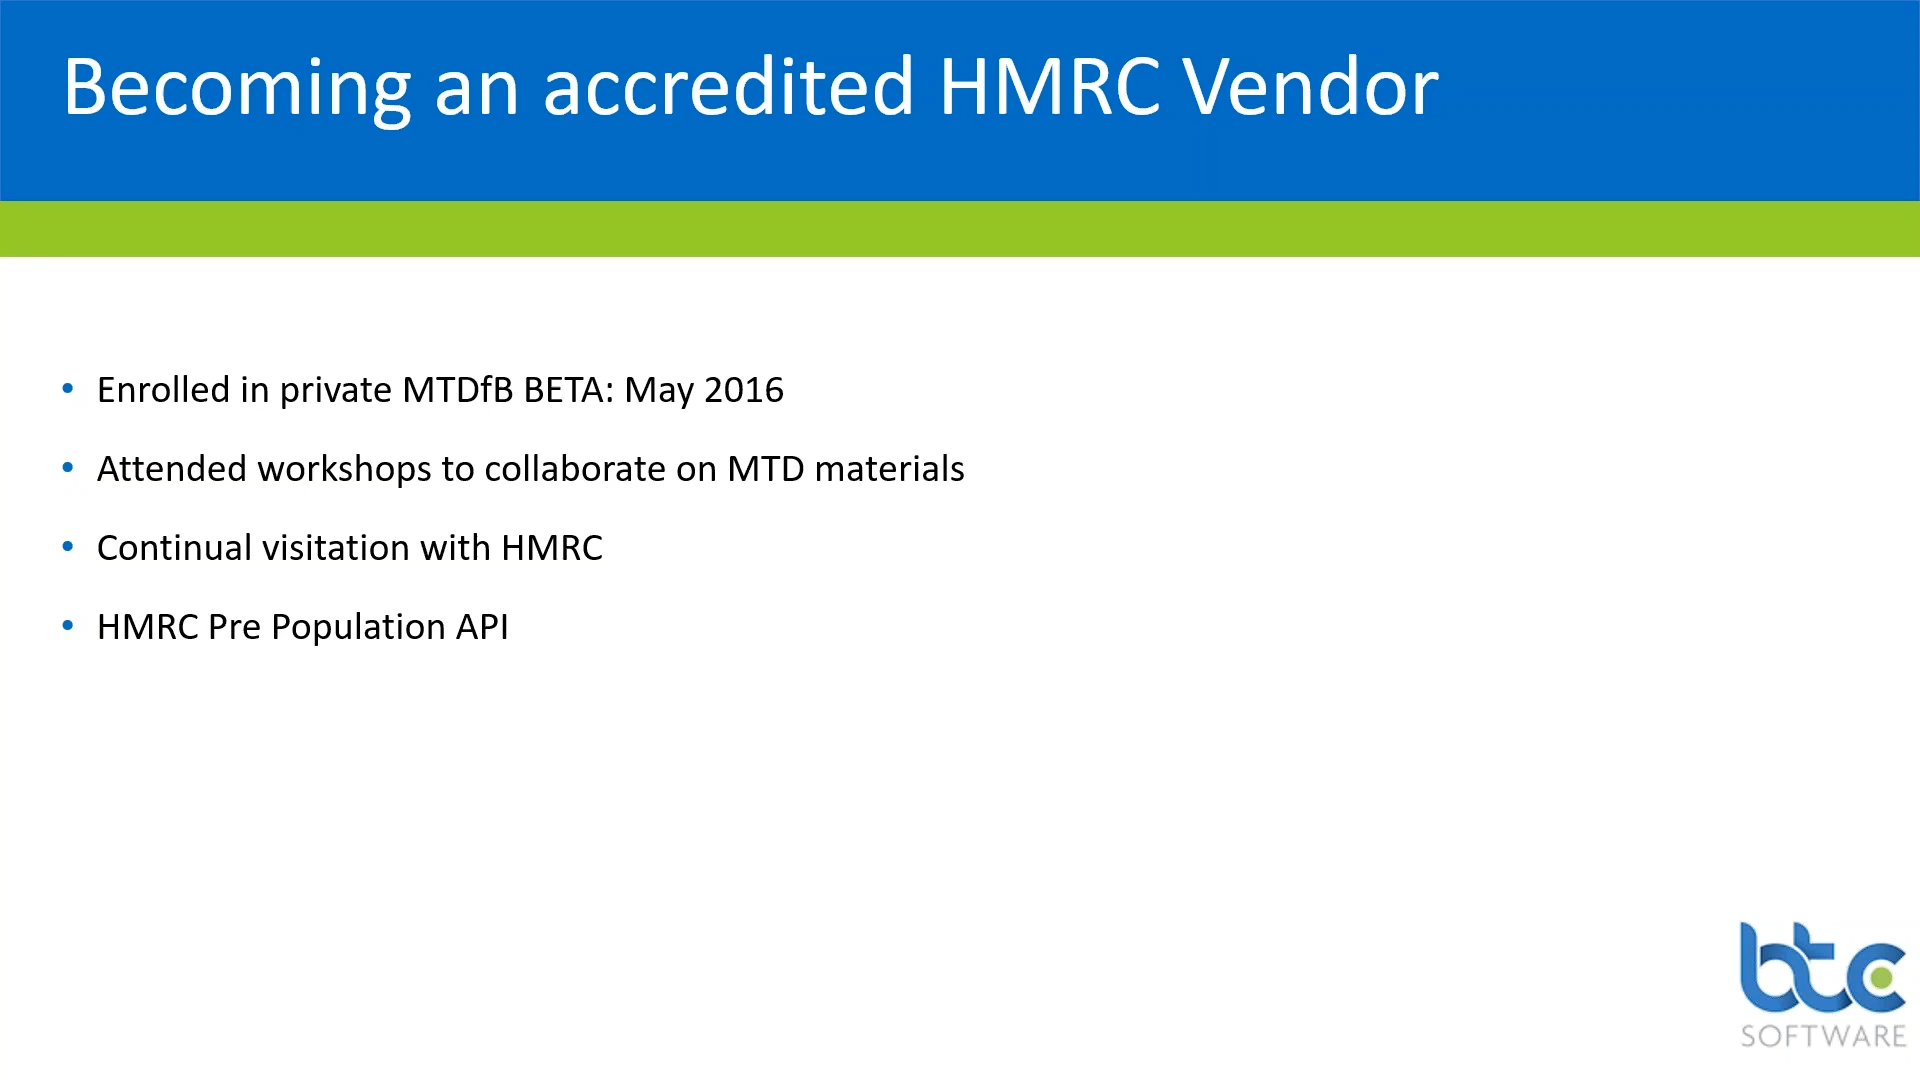 Becoming an accredited HMRC Vendor
• Enrolled in private MTDfB BETA: May 2016
• Attended workshops to collaborate on MTD materials
• Continual visitation with HMRC
• HMRC Pre Population API
btc
SOFTWARE